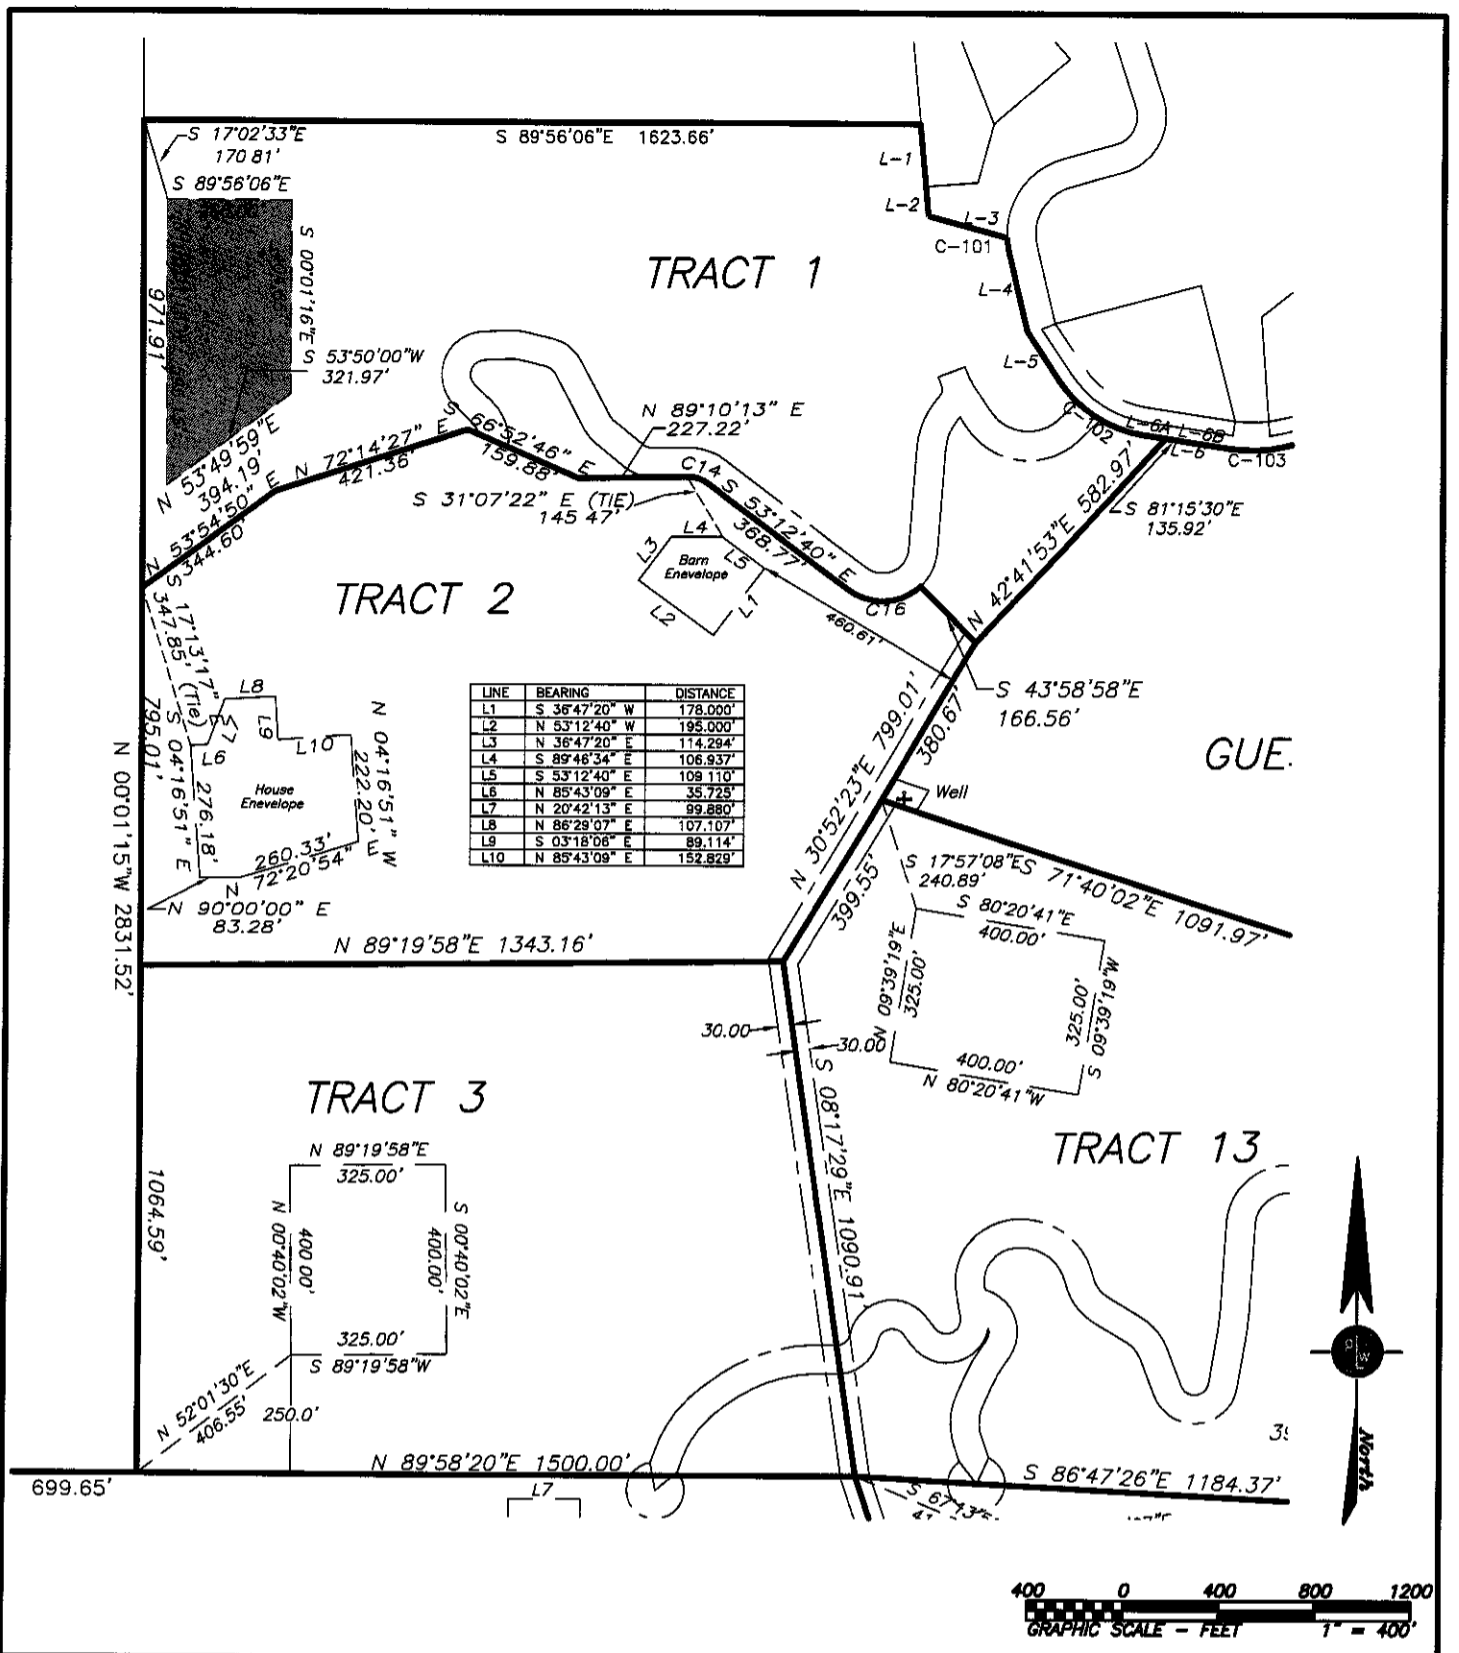 S 17°02'33"E
170 81'
S 89°56'06"E 1623.66'
S 89°56'06"E
S 00°01'16"E
971.91'
S 53°50'00"W
321.97'
N 53°49'59"E
394.19'
TRACT 1
L-1
L-2
L-3
C-101
L-4
L-5
C-102
L-6A
L-6B
L-6
C-103
N 53°54'50" E
344.60'
N 72°14'27" E
421.36'
S 66°52'46" E
159.88'
N 89°10'13" E
227.22'
C14
S 31°07'22" E (TIE)
145 47'
S 53°12'40" E
368.77'
C16
N 42°41'53"E 582.97'
S 81°15'30"E
135.92'
L3
L4
L5
L1
L2
Barn
Enevelope
460.61'
TRACT 2
S 17°13'17" E (Tie)
347.85'
795.01'
N 00°01'15"W 2831.52'
L8
L7
L6
L9
L10
House
Enevelope
S 04°16'51" E
276.18'
N 04°16'51" W
222.20'
N 72°20'54" E
260.33'
N 90°00'00" E
83.28'
LINE BEARING DISTANCE
L1 S 36°47'20" W 178.000'
L2 N 53°12'40" W 195.000'
L3 N 36°47'20" E 114.294'
L4 S 89°46'34" E 106.937'
L5 S 53°12'40" E 109 110'
L6 N 85°43'09" E 35.725'
L7 N 20°42'13" E 99.880'
L8 N 86°29'07" E 107.107'
L9 S 03°18'06" E 89.114'
L10 N 85°43'09" E 152.829'
S 43°58'58"E
166.56'
N 30°52'23"E 799.01'
380.67'
399.55'
GUE
Well
S 71°40'02"E 1091.97'
S 17°57'08"E
240.89'
S 80°20'41"E
400.00'
N 09°39'19"E
325.00'
325.00'
S 09°39'19"W
400.00'
N 80°20'41"W
N 89°19'58"E 1343.16'
30.00
30.00
S 08°17'29"E 1090.91'
TRACT 3
TRACT 13
1064.59'
N 89°19'58"E
325.00'
N 00°40'02"W
400 00'
S 00°40'02"E
400.00'
325.00'
S 89°19'58"W
N 52°01'30"E
406.55'
250.0'
N 89°58'20"E 1500.00'
699.65'
L7
S 86°47'26"E 1184.37'
S 67°13'5
41
North
400 0 400 800 1200
GRAPHIC SCALE - FEET 1" = 400'